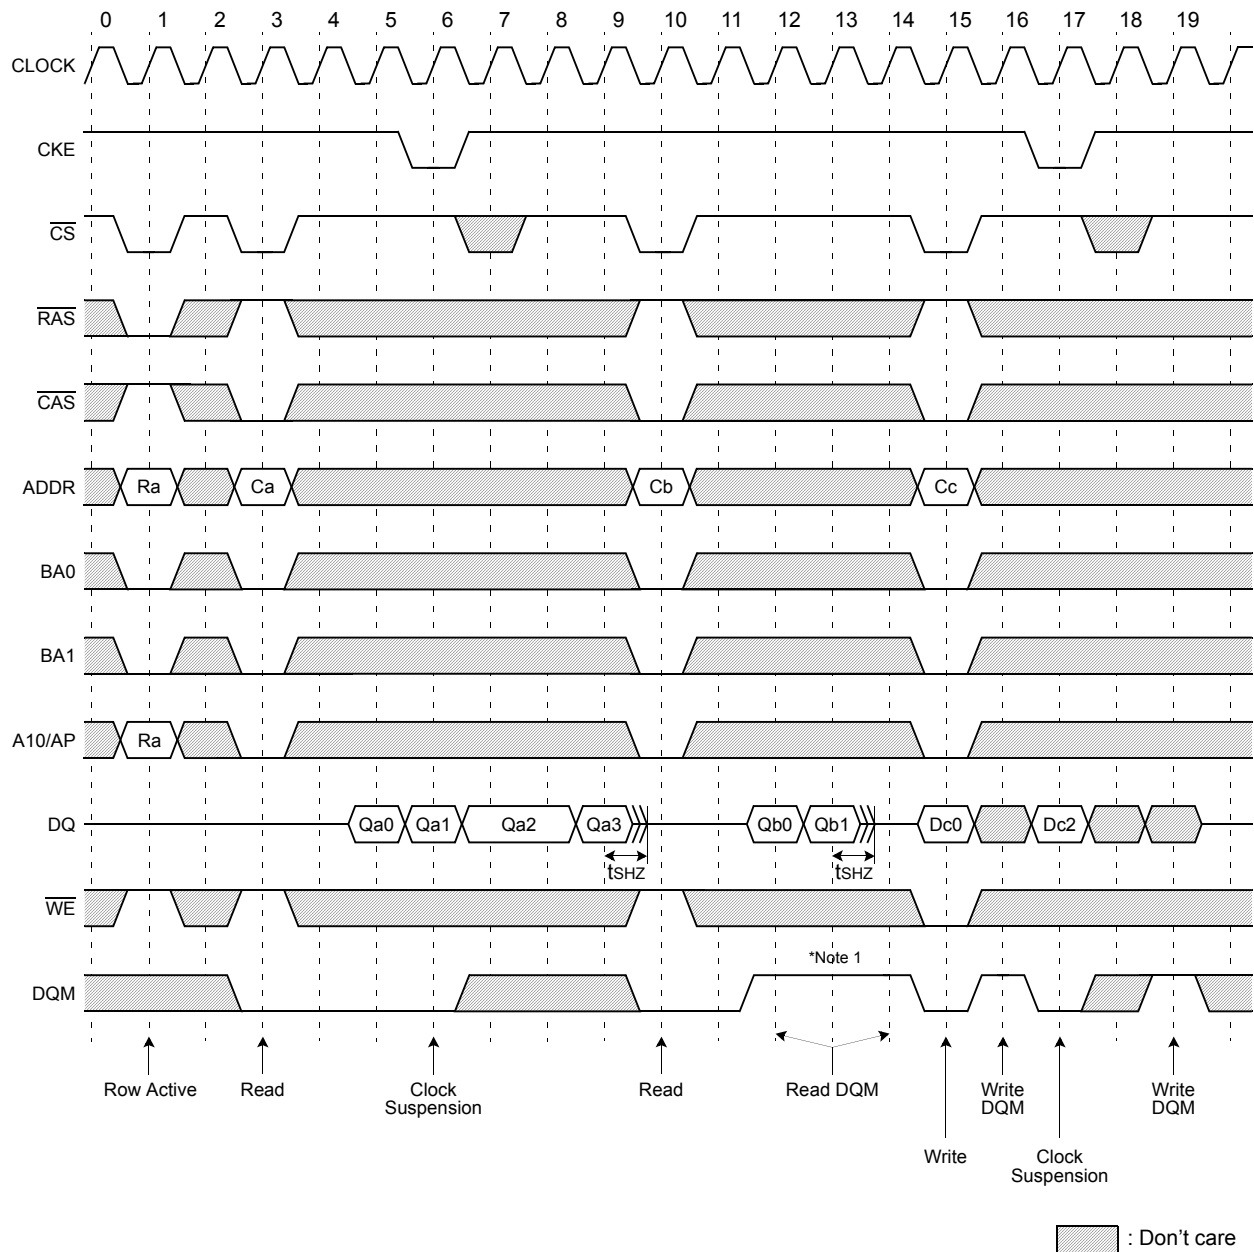 0 1 2 3 4 5 6 7 8 9 10 11 12 13 14 15 16 17 18 19
CLOCK
CKE
CS
RAS
CAS
ADDR Ra Ca Cb Cc
BA0
BA1
A10/AP Ra
DQ Qa0 Qa1 Qa2 Qa3 Qb0 Qb1 Dc0 Dc2
tSHZ tSHZ
WE
*Note 1
DQM
Row Active Read Clock Read Read DQM Write Write
Suspension DQM DQM
Write Clock
Suspension
: Don't care